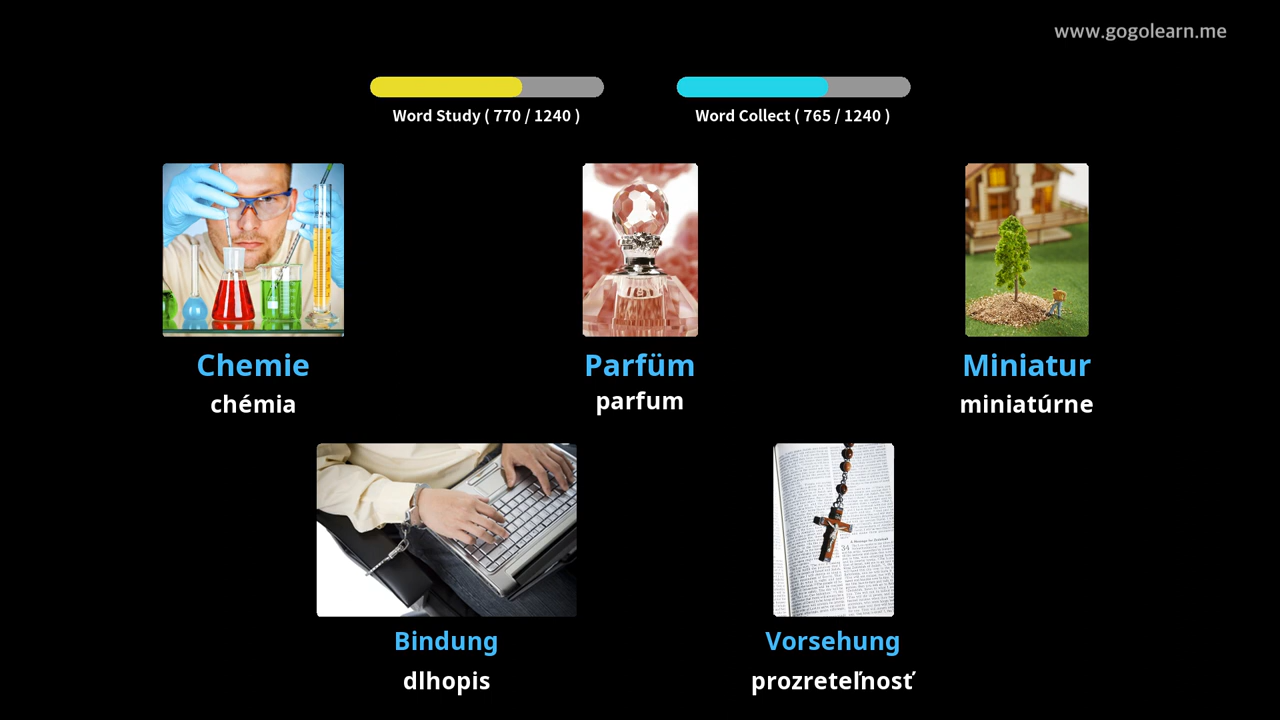 www.gogolearn.me
Word Study ( 770 / 1240 )
Word Collect ( 765 / 1240 )
Chemie
chémia
Parfüm
parfum
Miniatur
miniatúrne
Bindung
dlhopis
Vorsehung
prozreteľnosť